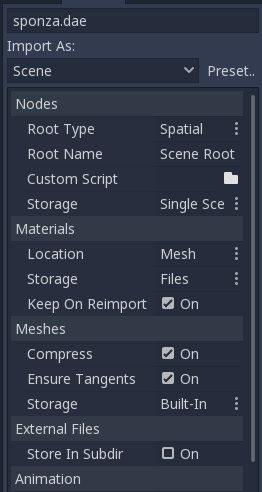 sponza.dae
Import As:
Scene Preset..
Nodes
Root Type Spatial
Root Name Scene Root
Custom Script
Storage Single Sce
Materials
Location Mesh
Storage Files
Keep On Reimport On
Meshes
Compress On
Ensure Tangents On
Storage Built-In
External Files
Store In Subdir On
Animation